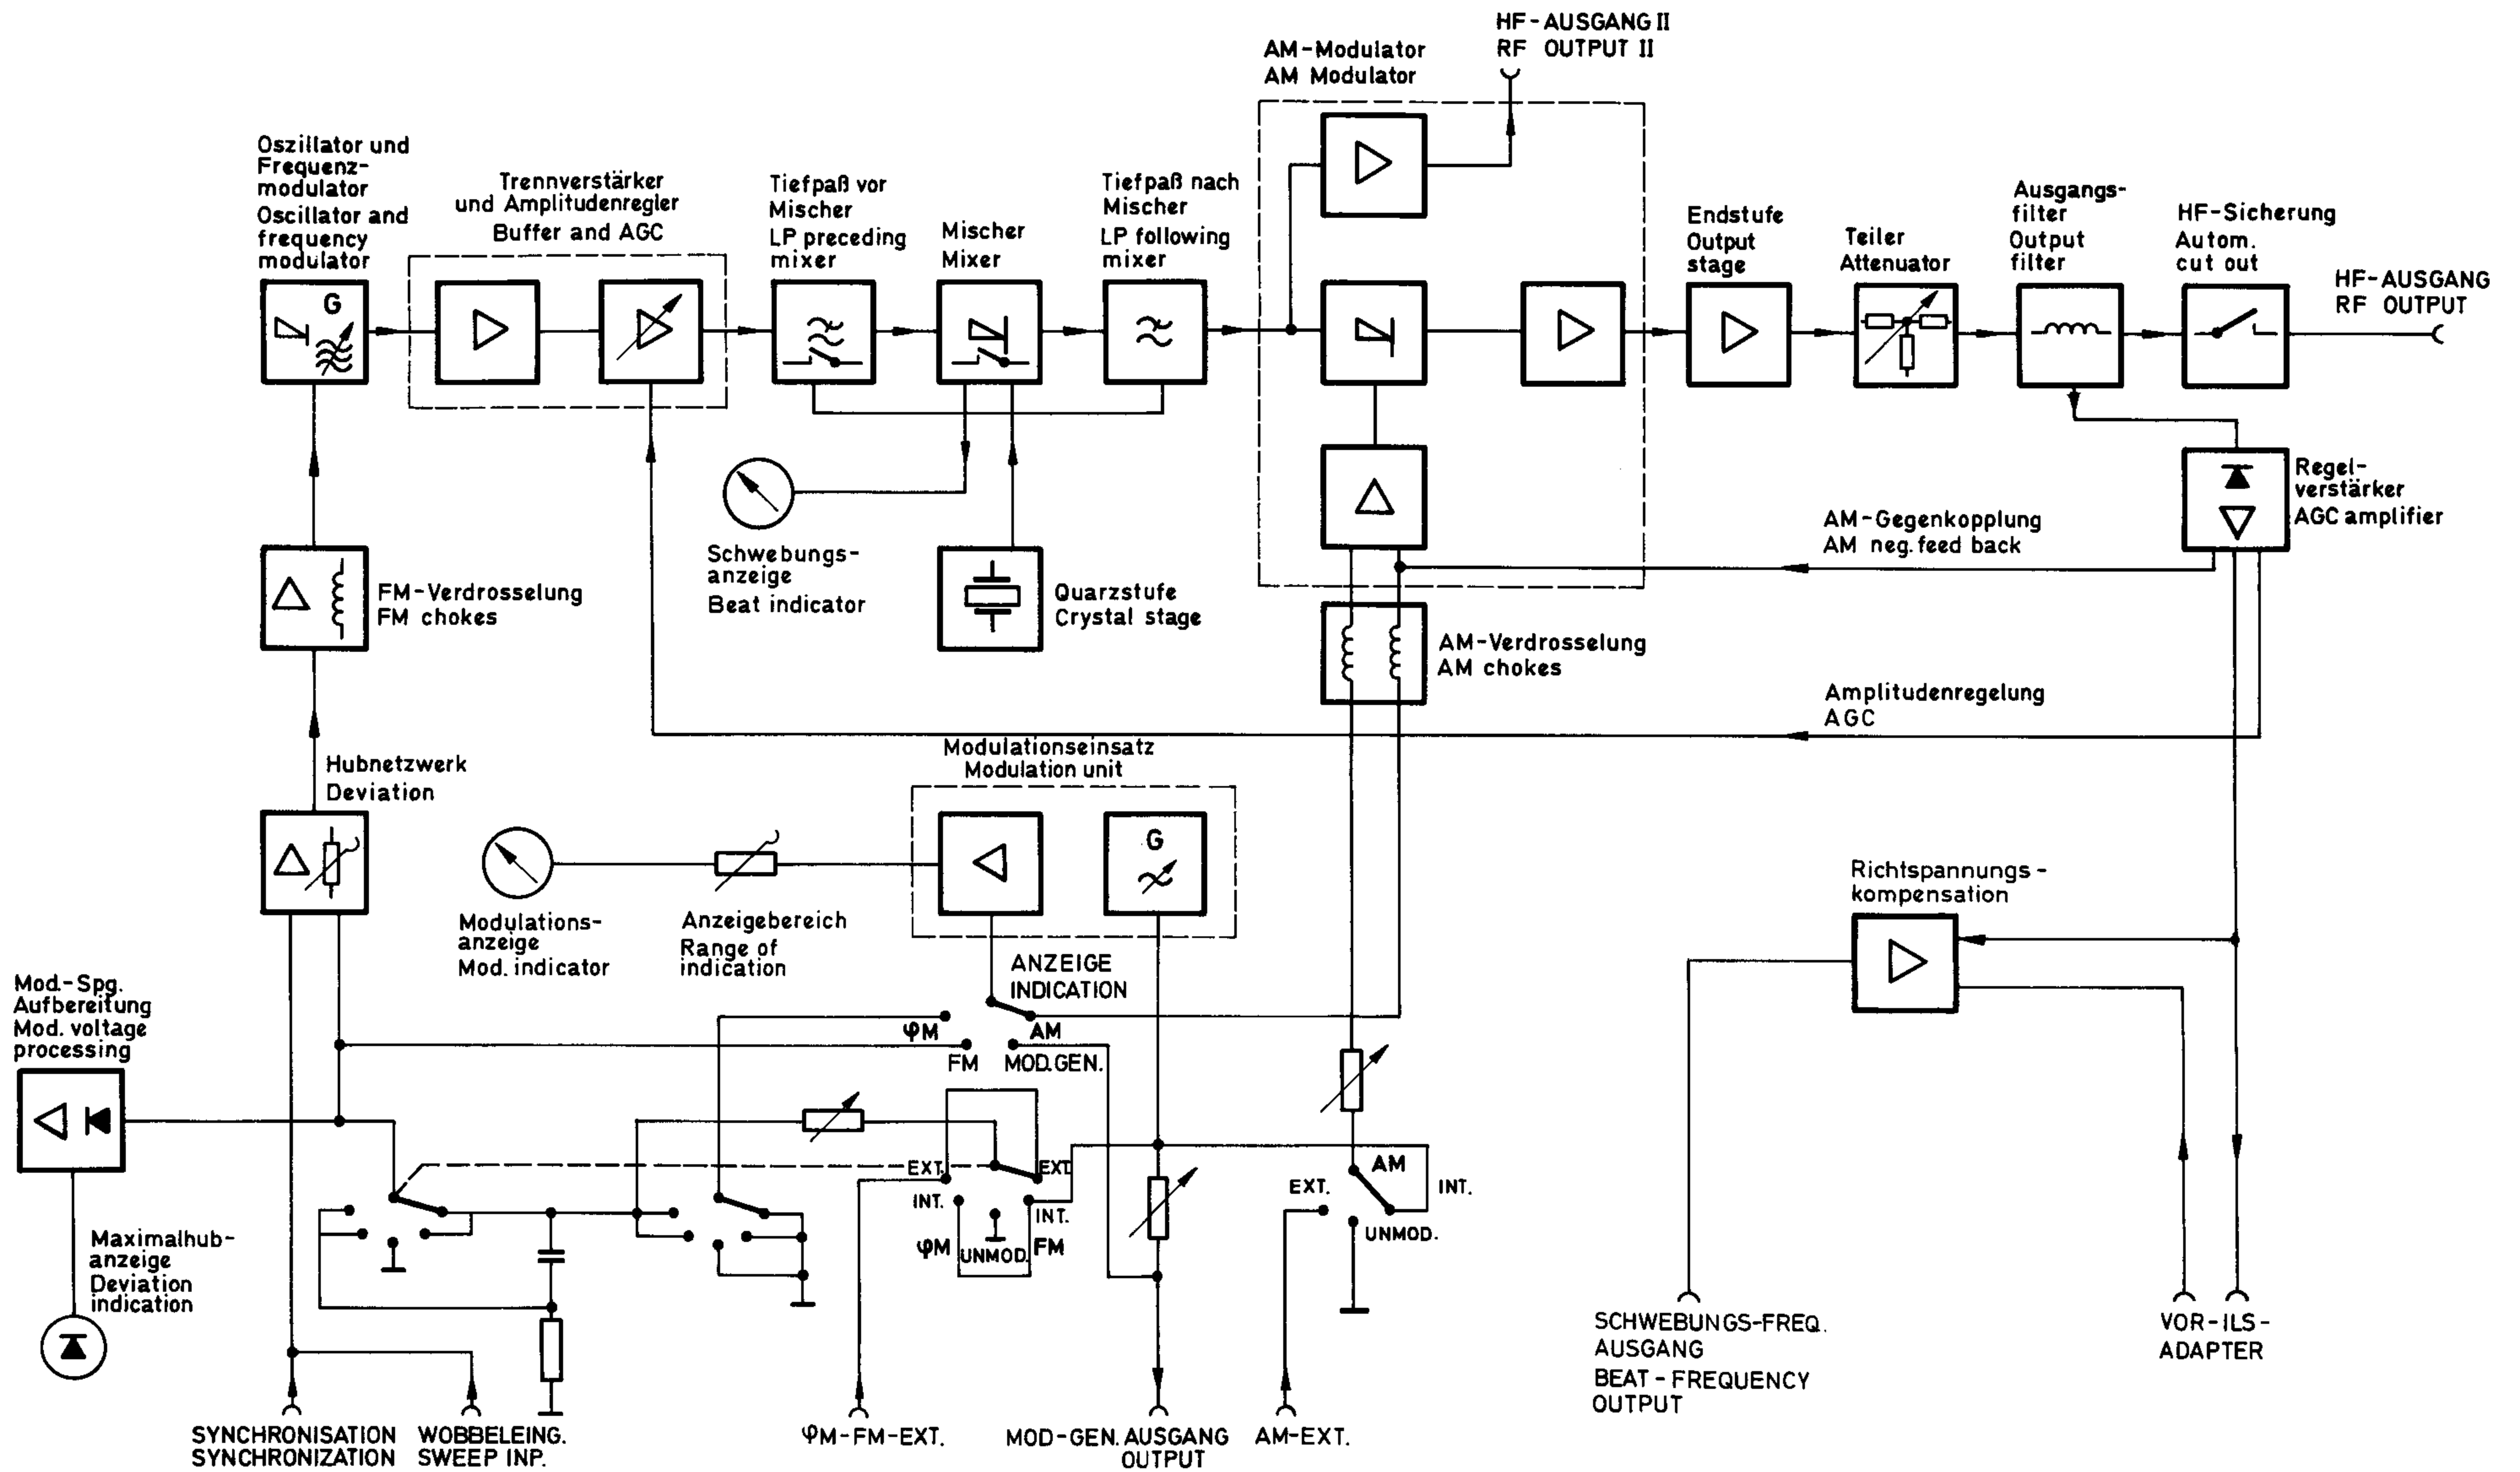 HF-AUSGANG II
RF OUTPUT II
AM-Modulator
AM Modulator
Oszillator und
Frequenz-
modulator
Oscillator and
frequency
modulator
G
Trennverstärker
und Amplitudenregler
Buffer and AGC
Tiefpaß vor
Mischer
LP preceding
mixer
Mischer
Mixer
Tiefpaß nach
Mischer
LP following
mixer
Endstufe
Output
stage
Teiler
Attenuator
Ausgangs-
filter
Output
filter
HF-Sicherung
Autom.
cut out
HF-AUSGANG
RF OUTPUT
Regel-
verstärker
AGC amplifier
AM-Gegenkopplung
AM neg. feed back
Schwebungs-
anzeige
Beat indicator
Quarzstufe
Crystal stage
FM-Verdrosselung
FM chokes
AM-Verdrosselung
AM chokes
Amplitudenregelung
AGC
Hubnetzwerk
Deviation
Modulationseinsatz
Modulation unit
G
Modulations-
anzeige
Mod. indicator
Anzeigebereich
Range of
indication
ANZEIGE
INDICATION
Richtspannungs-
kompensation
Mod.-Spg.
Aufbereitung
Mod. voltage
processing
φM
AM
FM
MOD.GEN.
EXT.
EXT.
INT.
INT.
φM
UNMOD.
FM
AM
EXT.
INT.
UNMOD.
Maximalhub-
anzeige
Deviation
indication
SCHWEBUNGS-FREQ.
AUSGANG
BEAT-FREQUENCY
OUTPUT
VOR-ILS-
ADAPTER
SYNCHRONISATION
SYNCHRONIZATION
WOBBELEING.
SWEEP INP.
φM-FM-EXT.
MOD-GEN. AUSGANG
OUTPUT
AM-EXT.